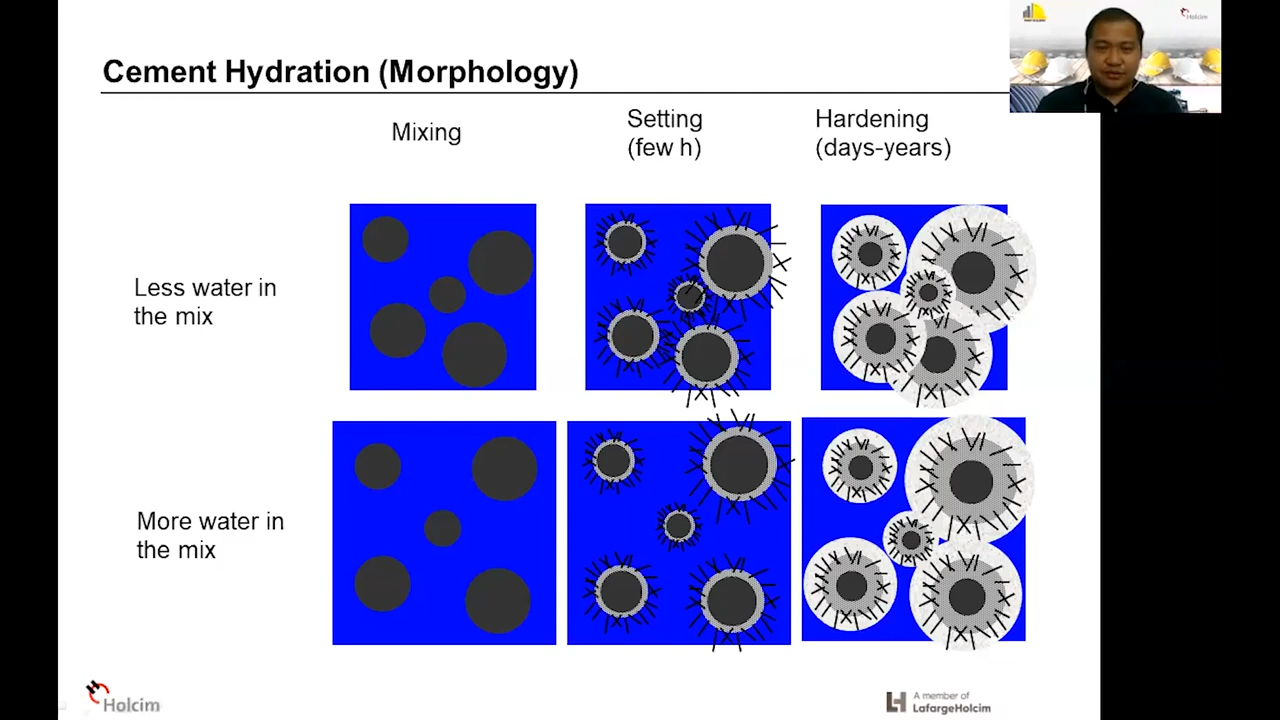 Holcim
Cement Hydration (Morphology)
Mixing
Setting
(few h)
Hardening
(days-years)
Less water in
the mix
More water in
the mix
Holcim
A member of
LafargeHolcim